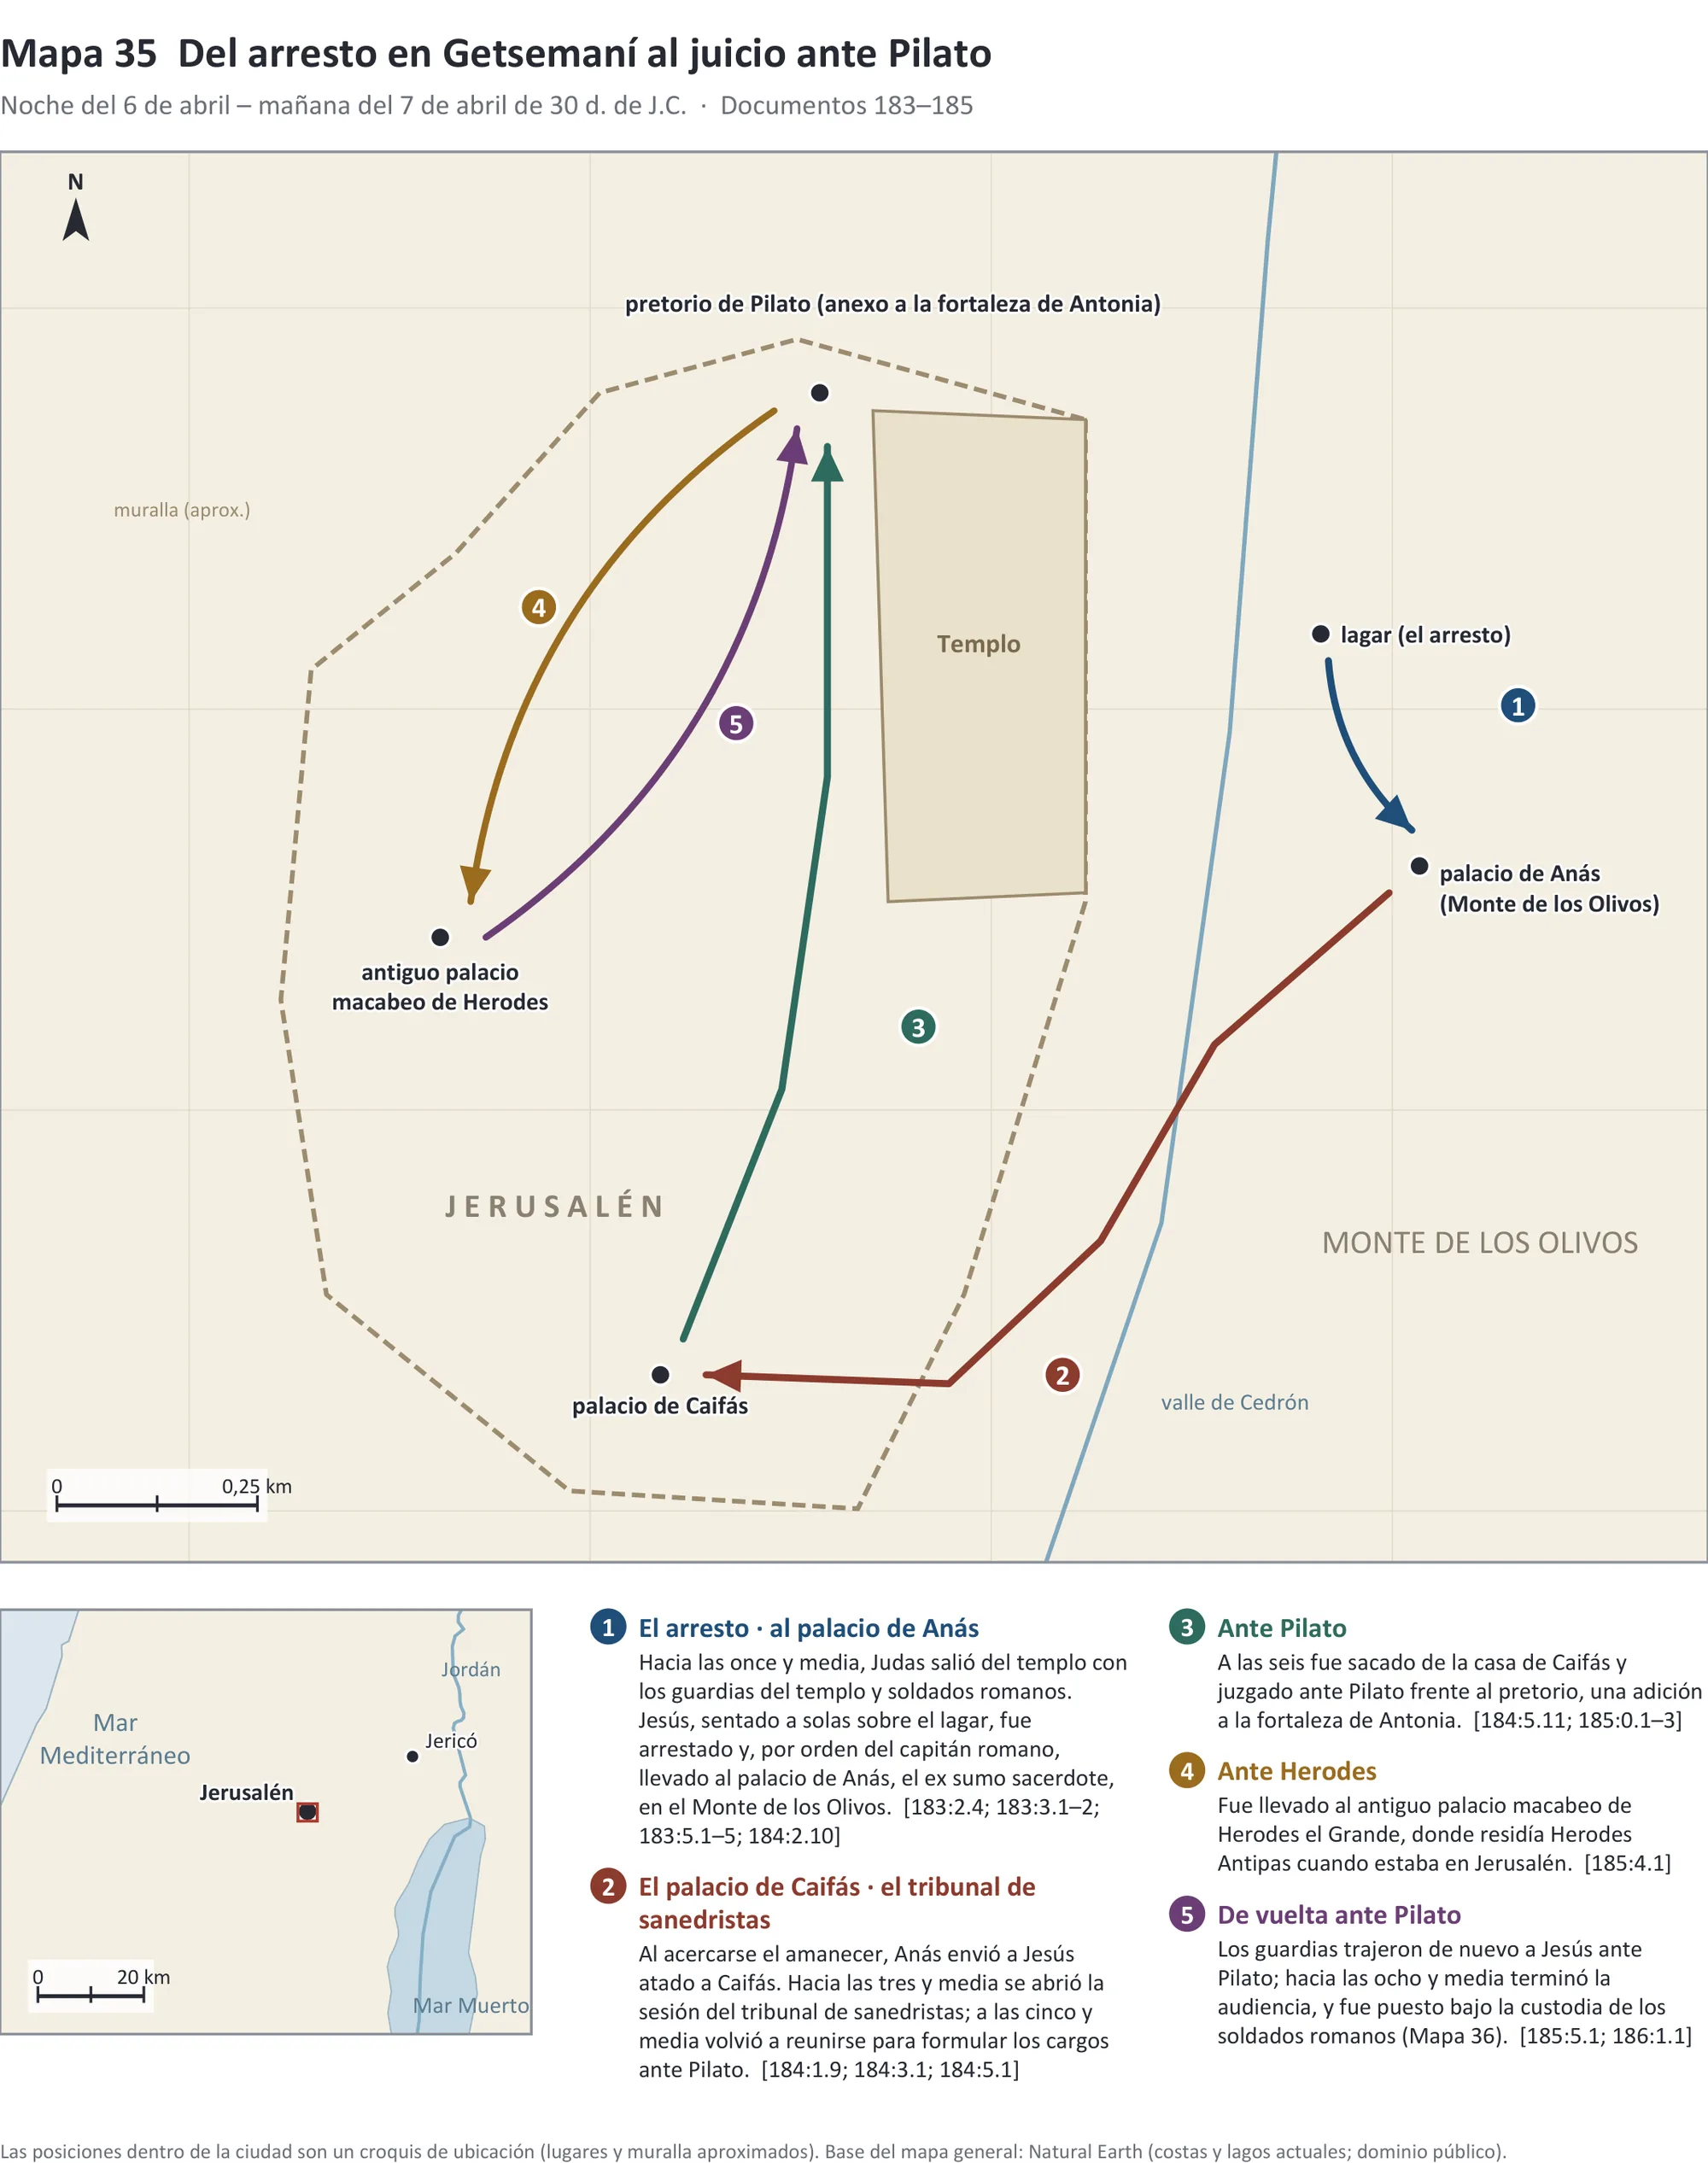 Mapa 35  Del arresto en Getsemaní al juicio ante Pilato
Noche del 6 de abril – mañana del 7 de abril de 30 d. de J.C.  ·  Documentos 183–185
N
pretorio de Pilato (anexo a la fortaleza de Antonia)
muralla (aprox.)
4
lagar (el arresto)
Templo
1
5
palacio de Anás
(Monte de los Olivos)
antiguo palacio
macabeo de Herodes
3
JERUSALÉN
MONTE DE LOS OLIVOS
2
palacio de Caifás
valle de Cedrón
0 0,25 km
Jordán
Mar
Mediterráneo
Jericó
Jerusalén
0 20 km
Mar Muerto
1 El arresto · al palacio de Anás
Hacia las once y media, Judas salió del templo con
los guardias del templo y soldados romanos.
Jesús, sentado a solas sobre el lagar, fue
arrestado y, por orden del capitán romano,
llevado al palacio de Anás, el ex sumo sacerdote,
en el Monte de los Olivos.  [183:2.4; 183:3.1–2;
183:5.1–5; 184:2.10]
2 El palacio de Caifás · el tribunal de
sanedristas
Al acercarse el amanecer, Anás envió a Jesús
atado a Caifás. Hacia las tres y media se abrió la
sesión del tribunal de sanedristas; a las cinco y
media volvió a reunirse para formular los cargos
ante Pilato.  [184:1.9; 184:3.1; 184:5.1]
3 Ante Pilato
A las seis fue sacado de la casa de Caifás y
juzgado ante Pilato frente al pretorio, una adición
a la fortaleza de Antonia.  [184:5.11; 185:0.1–3]
4 Ante Herodes
Fue llevado al antiguo palacio macabeo de
Herodes el Grande, donde residía Herodes
Antipas cuando estaba en Jerusalén.  [185:4.1]
5 De vuelta ante Pilato
Los guardias trajeron de nuevo a Jesús ante
Pilato; hacia las ocho y media terminó la
audiencia, y fue puesto bajo la custodia de los
soldados romanos (Mapa 36).  [185:5.1; 186:1.1]
Las posiciones dentro de la ciudad son un croquis de ubicación (lugares y muralla aproximados). Base del mapa general: Natural Earth (costas y lagos actuales; dominio público).